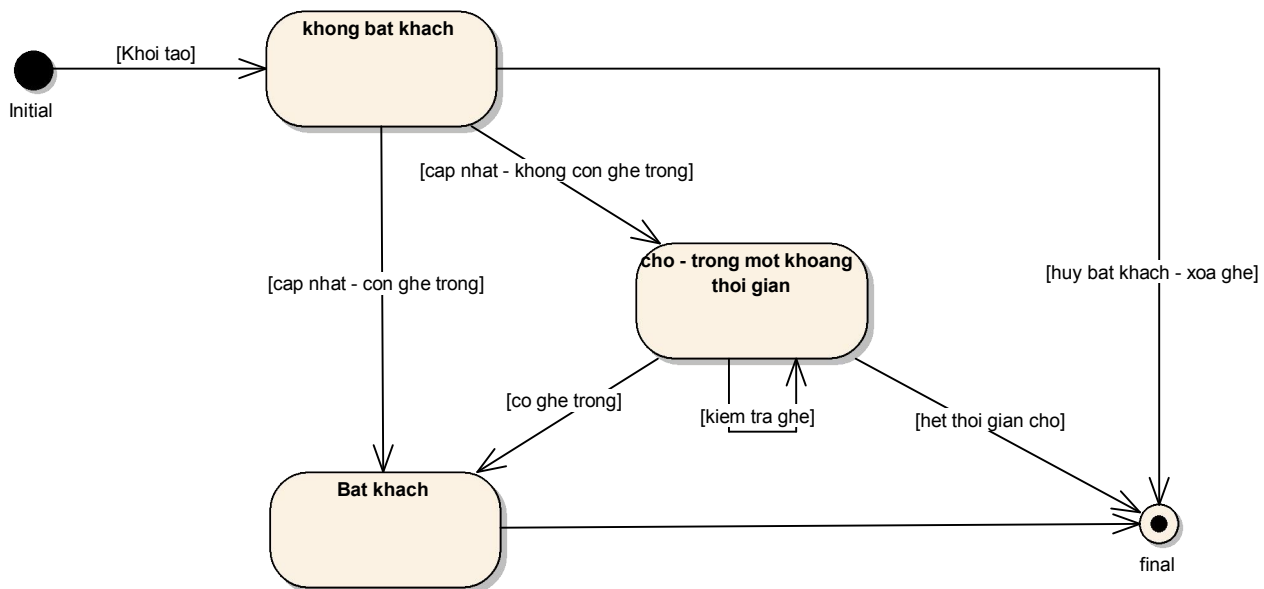 khong bat khach
[Khoi tao]
Initial
[cap nhat - khong con ghe trong]
cho - trong mot khoang
thoi gian
[cap nhat - con ghe trong]
[huy bat khach - xoa ghe]
[co ghe trong]
[kiem tra ghe]
[het thoi gian cho]
Bat khach
final